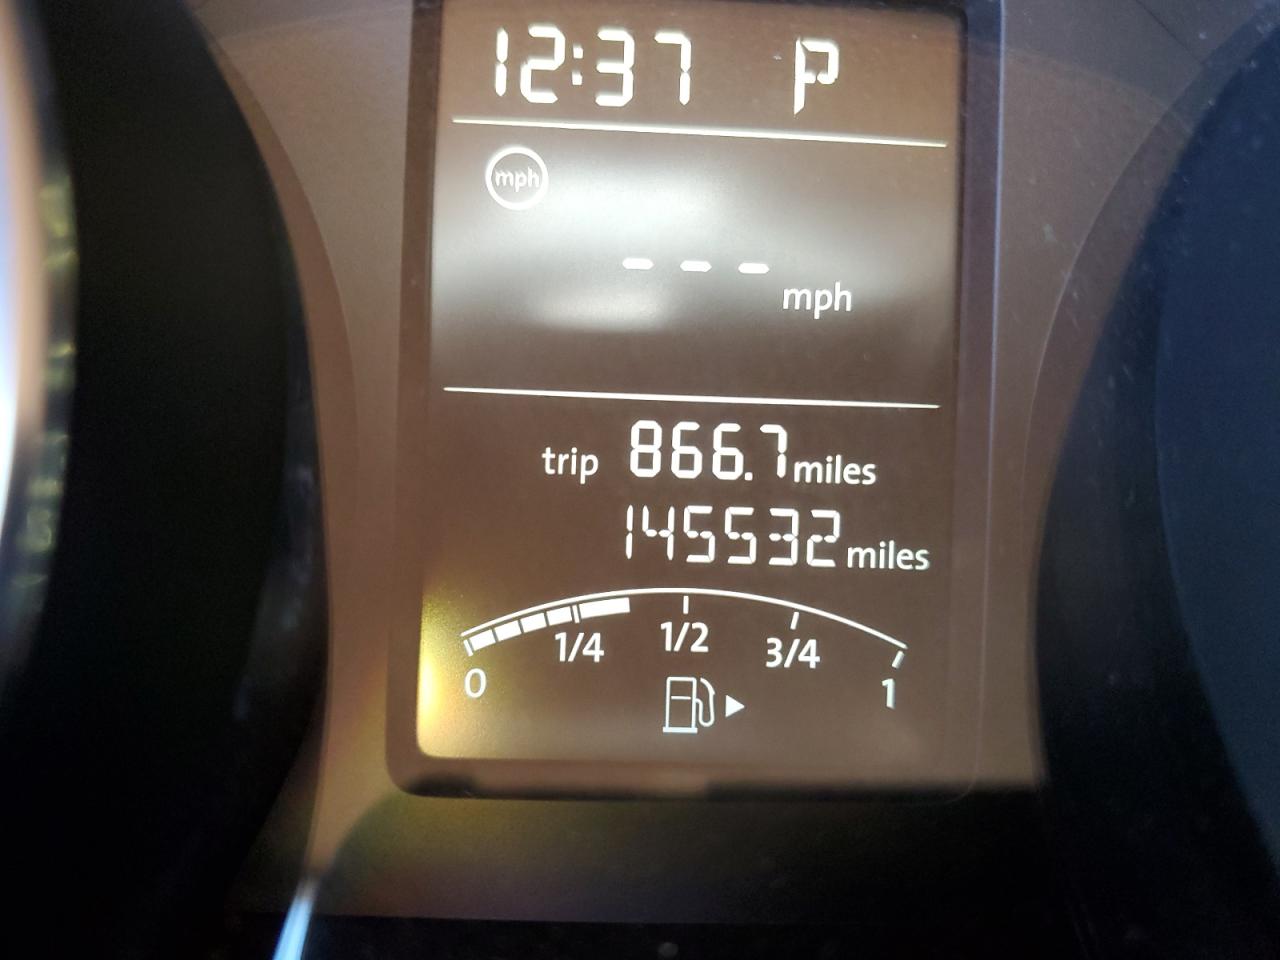 12:37 P
mph
--- mph
trip 866.7 miles
145532 miles
0 1/4 1/2 3/4 1